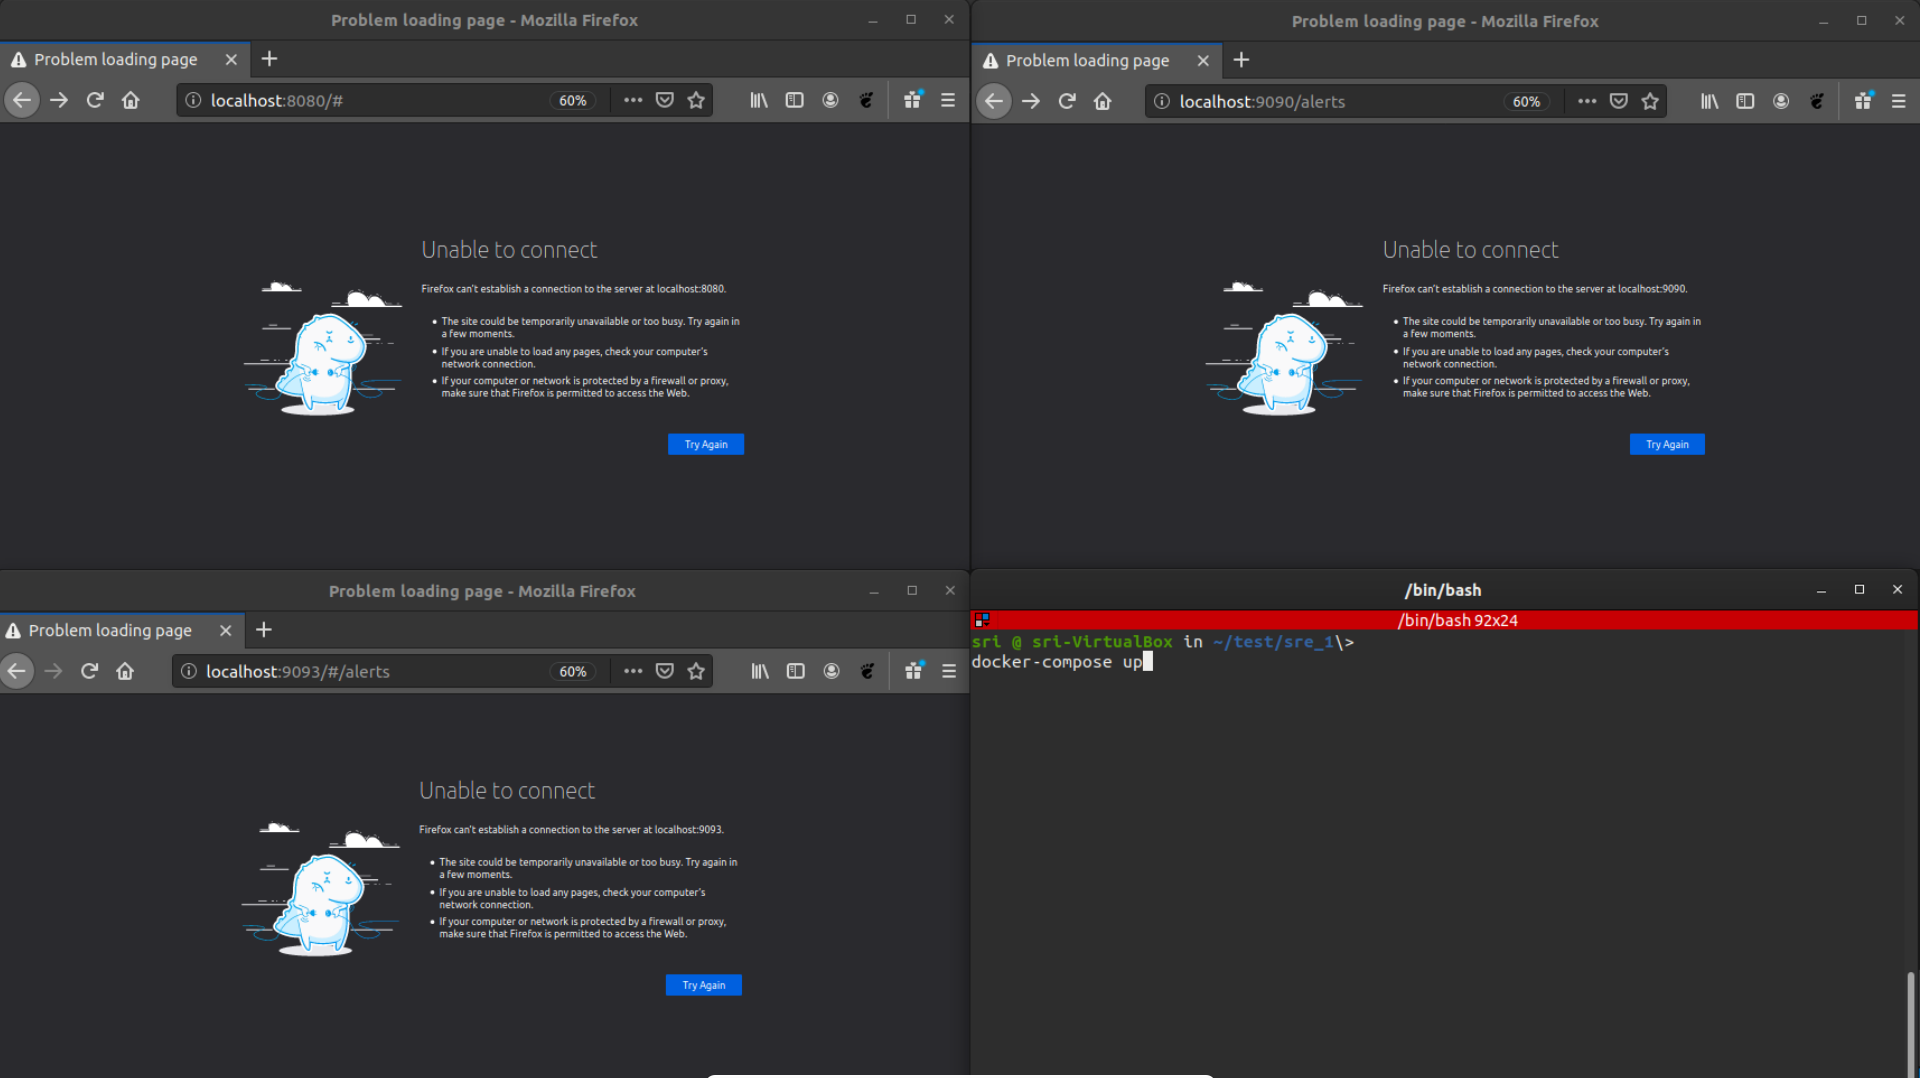 Problem loading page - Mozilla Firefox
Problem loading page
localhost:8080/#
60%
Unable to connect
Firefox can't establish a connection to the server at localhost:8080.
• The site could be temporarily unavailable or too busy. Try again in
a few moments.
• If you are unable to load any pages, check your computer's
network connection.
• If your computer or network is protected by a firewall or proxy,
make sure that Firefox is permitted to access the Web.
Try Again
Problem loading page - Mozilla Firefox
Problem loading page
localhost:9090/alerts
60%
Unable to connect
Firefox can't establish a connection to the server at localhost:9090.
• The site could be temporarily unavailable or too busy. Try again in
a few moments.
• If you are unable to load any pages, check your computer's
network connection.
• If your computer or network is protected by a firewall or proxy,
make sure that Firefox is permitted to access the Web.
Try Again
Problem loading page - Mozilla Firefox
Problem loading page
localhost:9093/#/alerts
60%
Unable to connect
Firefox can't establish a connection to the server at localhost:9093.
• The site could be temporarily unavailable or too busy. Try again in
a few moments.
• If you are unable to load any pages, check your computer's
network connection.
• If your computer or network is protected by a firewall or proxy,
make sure that Firefox is permitted to access the Web.
Try Again
/bin/bash
/bin/bash 92x24
sri @ sri-VirtualBox in ~/test/sre_1\>
docker-compose up